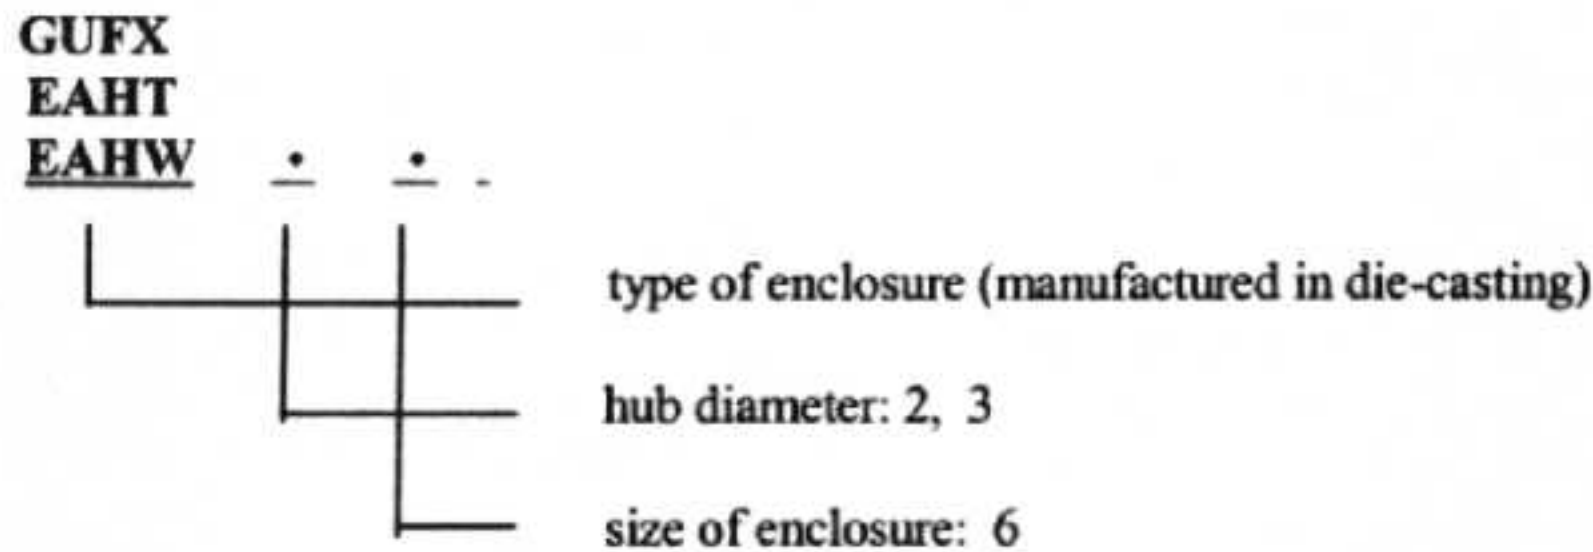 GUFX
EAHT
EAHW . . -
type of enclosure (manufactured in die-casting)
hub diameter: 2, 3
size of enclosure: 6